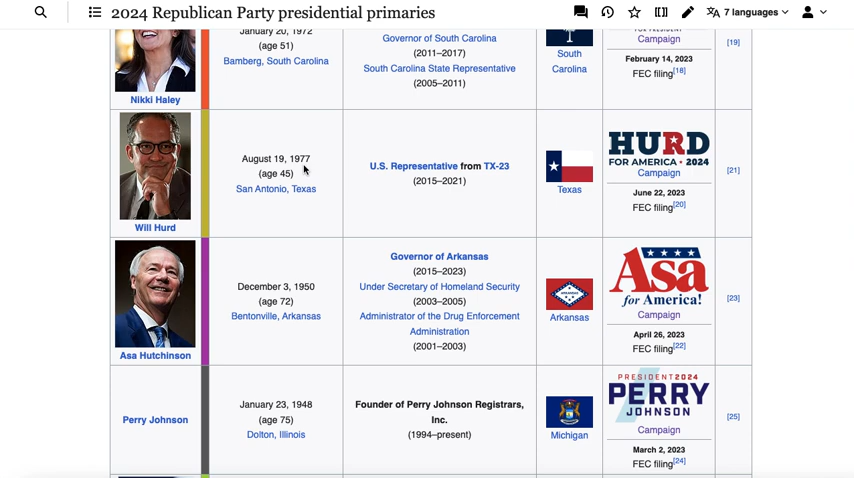 2024 Republican Party presidential primaries
7 languages
January 20, 1972
(age 51)
Bamberg, South Carolina
Governor of South Carolina
(2011–2017)
South Carolina State Representative
(2005–2011)
South
Carolina
Campaign
February 14, 2023
FEC filing[18]
[19]
Nikki Haley
August 19, 1977
(age 45)
San Antonio, Texas
U.S. Representative from TX-23
(2015–2021)
Texas
HURD
FOR AMERICA • 2024
Campaign
June 22, 2023
FEC filing[20]
[21]
Will Hurd
December 3, 1950
(age 72)
Bentonville, Arkansas
Governor of Arkansas
(2015–2023)
Under Secretary of Homeland Security
(2003–2005)
Administrator of the Drug Enforcement
Administration
(2001–2003)
ARKANSAS
Arkansas
Asa
for America!
Campaign
April 26, 2023
FEC filing[22]
[23]
Asa Hutchinson
Perry Johnson
January 23, 1948
(age 75)
Dolton, Illinois
Founder of Perry Johnson Registrars,
Inc.
(1994–present)
Michigan
PRESIDENT2024
PERRY
JOHNSON
Campaign
March 2, 2023
FEC filing[24]
[25]